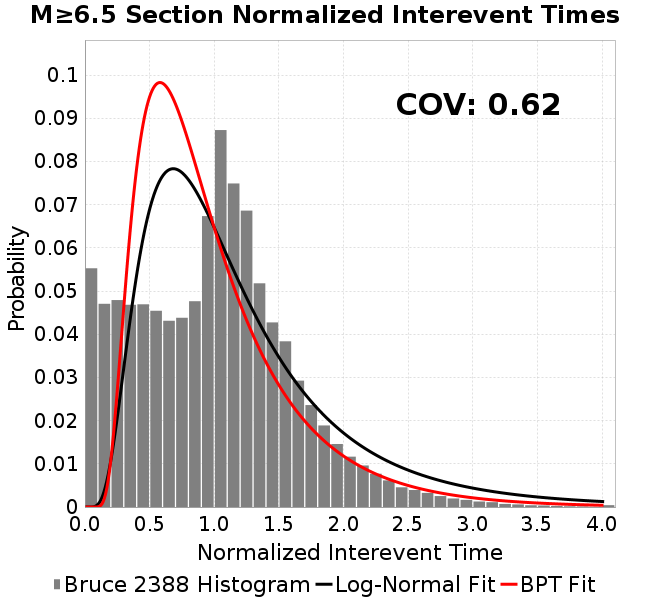 M≥6.5 Section Normalized Interevent Times
COV: 0.62
Probability
0.1
0.09
0.08
0.07
0.06
0.05
0.04
0.03
0.02
0.01
0
0.0 0.5 1.0 1.5 2.0 2.5 3.0 3.5 4.0
Normalized Interevent Time
Bruce 2388 Histogram Log-Normal Fit BPT Fit